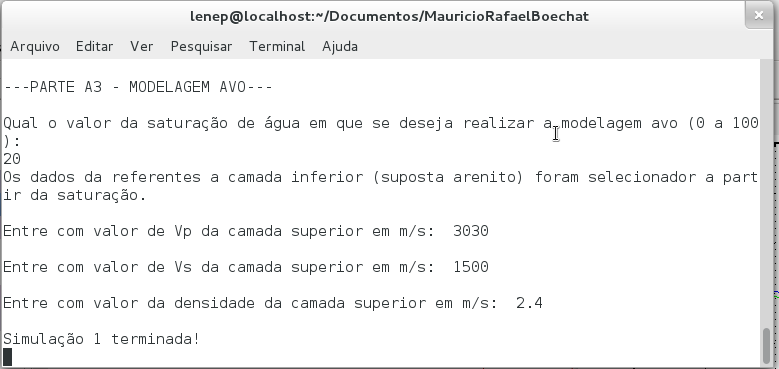 lenep@localhost:~/Documentos/MauricioRafaelBoechat
Arquivo Editar Ver Pesquisar Terminal Ajuda
---PARTE A3 - MODELAGEM AVO---
Qual o valor da saturação de água em que se deseja realizar a modelagem avo (0 a 100
):
20
Os dados da referentes a camada inferior (suposta arenito) foram selecionador a part
ir da saturação.
Entre com valor de Vp da camada superior em m/s: 3030
Entre com valor de Vs da camada superior em m/s: 1500
Entre com valor da densidade da camada superior em m/s: 2.4
Simulação 1 terminada!